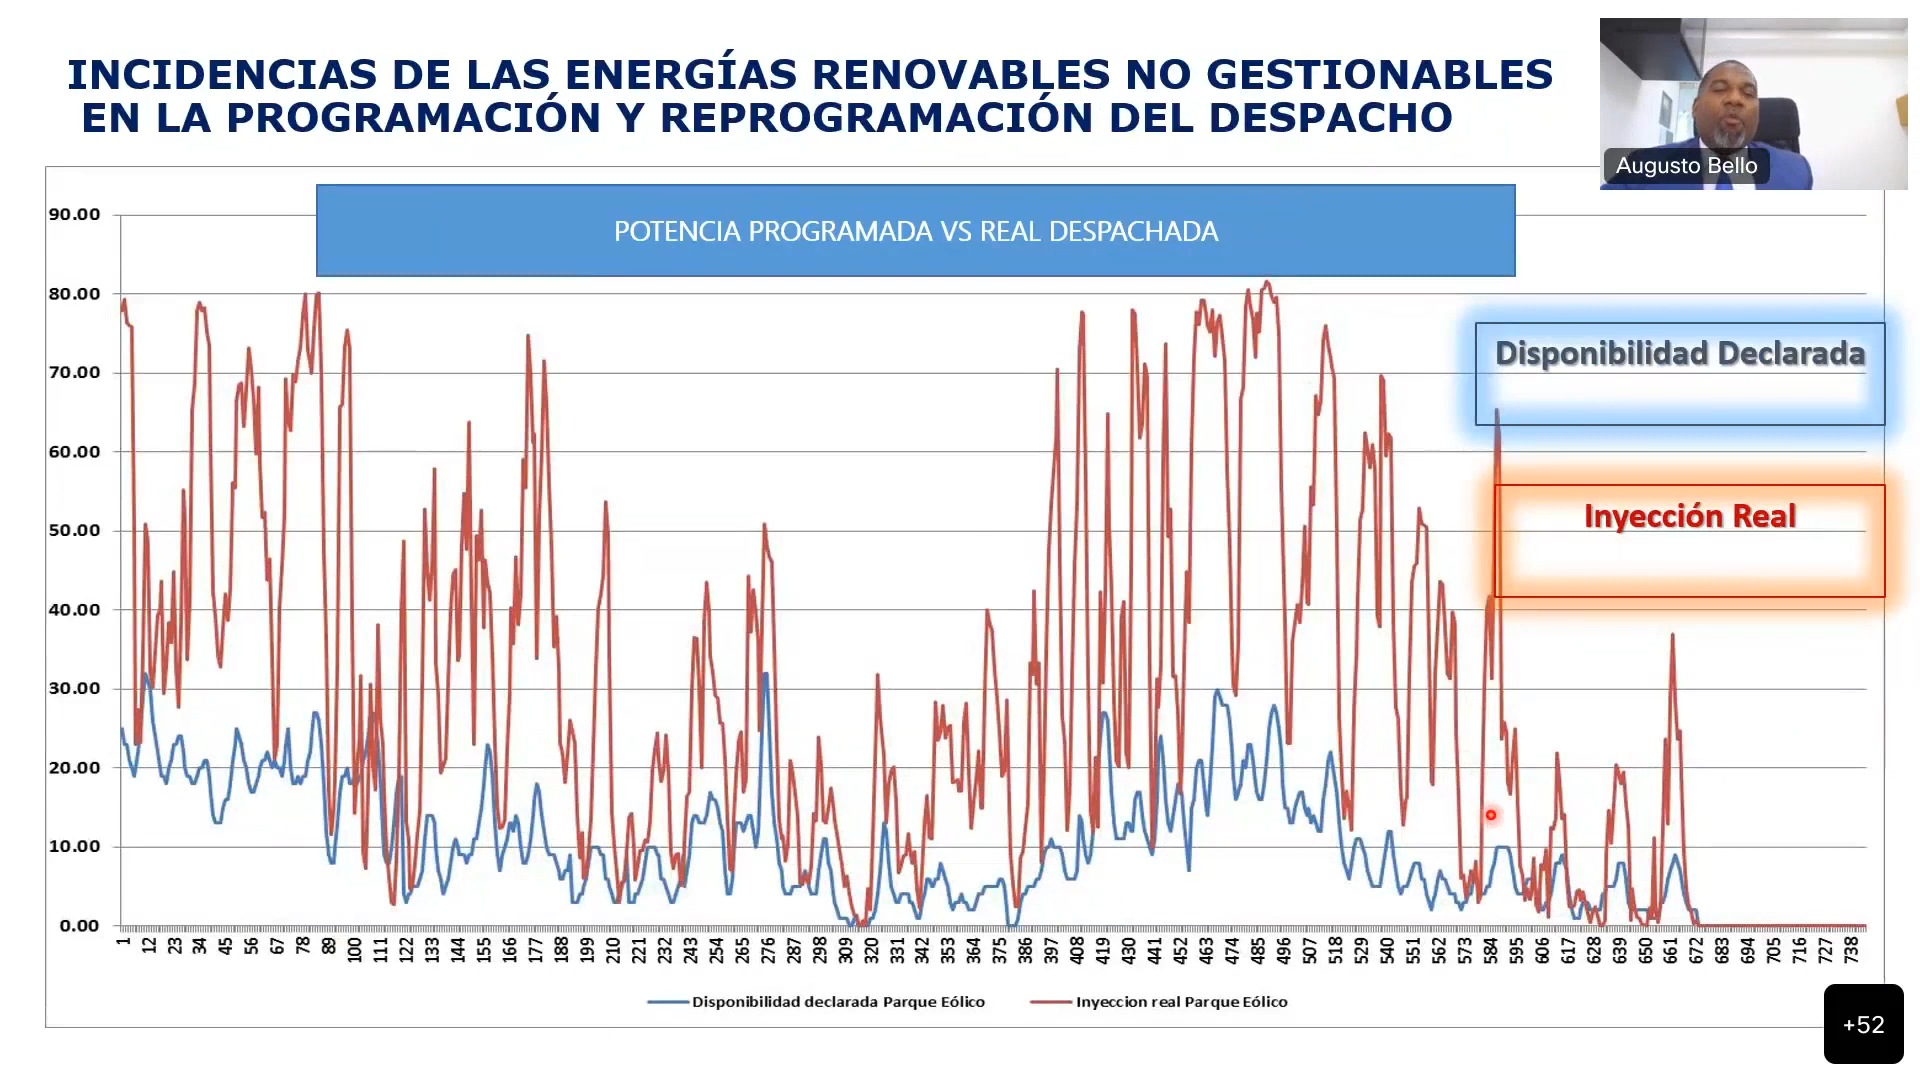 INCIDENCIAS DE LAS ENERGÍAS RENOVABLES NO GESTIONABLES
EN LA PROGRAMACIÓN Y REPROGRAMACIÓN DEL DESPACHO
Augusto Bello
POTENCIA PROGRAMADA VS REAL DESPACHADA
90.00
80.00
70.00
60.00
50.00
40.00
30.00
20.00
10.00
0.00
Disponibilidad Declarada
Inyección Real
1 12 23 34 45 56 67 78 89 100 111 122 133 144 155 166 177 188 199 210 221 232 243 254 265 276 287 298 309 320 331 342 353 364 375 386 397 408 419 430 441 452 463 474 485 496 507 518 529 540 551 562 573 584 595 606 617 628 639 650 661 672 683 694 705 716 727 738
Disponibilidad declarada Parque Eólico
Inyeccion real Parque Eólico
+52